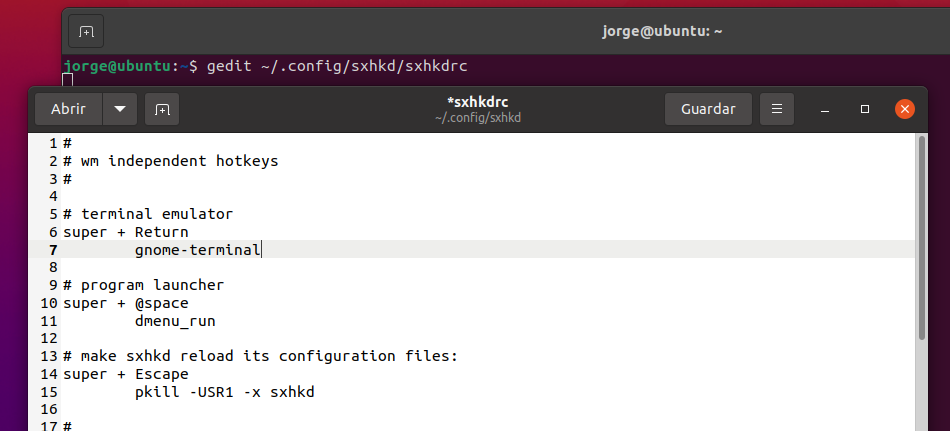 jorge@ubuntu: ~
jorge@ubuntu:~$ gedit ~/.config/sxhkd/sxhkdrc
Abrir
*sxhkdrc
~/.config/sxhkd
Guardar
1 #
2 # wm independent hotkeys
3 #
4
5 # terminal emulator
6 super + Return
7         gnome-terminal
8
9 # program launcher
10 super + @space
11         dmenu_run
12
13 # make sxhkd reload its configuration files:
14 super + Escape
15         pkill -USR1 -x sxhkd
16
17 #